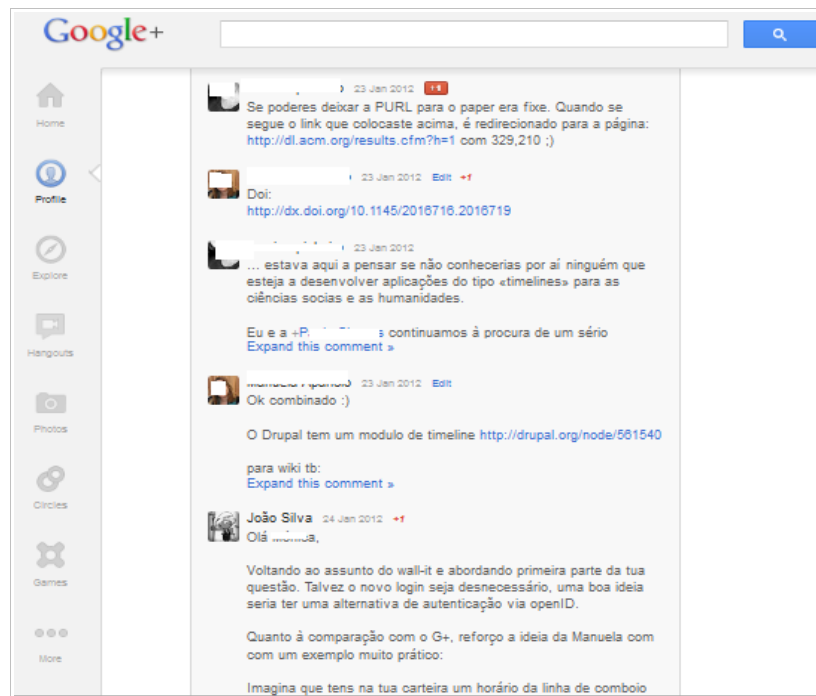 Google+
Home
Profile
Explore
Hangouts
Photos
Circles
Games
More
23 Jan 2012
Se poderes deixar a PURL para o paper era fixe. Quando se
segue o link que colocaste acima, é redirecionado para a página:
http://dl.acm.org/results.cfm?h=1 com 329,210 ;)
23 Jan 2012 Edit +1
Doi:
http://dx.doi.org/10.1145/2016716.2016719
23 Jan 2012
... estava aqui a pensar se não conhecerias por aí ninguém que
esteja a desenvolver aplicações do tipo «timelines» para as
ciências socias e as humanidades.
Eu e a +P s continuamos à procura de um sério
Expand this comment »
23 Jan 2012 Edit
Ok combinado :)
O Drupal tem um modulo de timeline http://drupal.org/node/561540
para wiki tb:
Expand this comment »
João Silva 24 Jan 2012 +1
Olá
Voltando ao assunto do wall-it e abordando primeira parte da tua
questão. Talvez o novo login seja desnecessário, uma boa ideia
seria ter uma alternativa de autenticação via openID.
Quanto à comparação com o G+, reforço a ideia da Manuela com
com um exemplo muito prático:
Imagina que tens na tua carteira um horário da linha de comboio